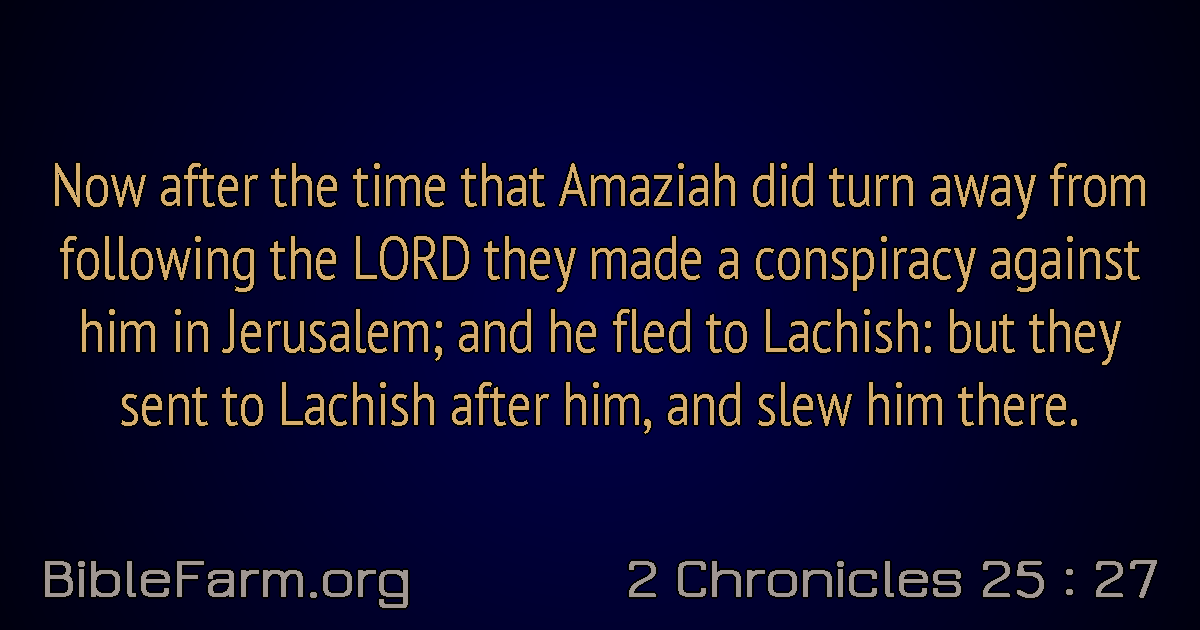 Now after the time that Amaziah did turn away from
following the LORD they made a conspiracy against
him in Jerusalem; and he fled to Lachish: but they
sent to Lachish after him, and slew him there.
BibleFarm.org
2 Chronicles 25 : 27